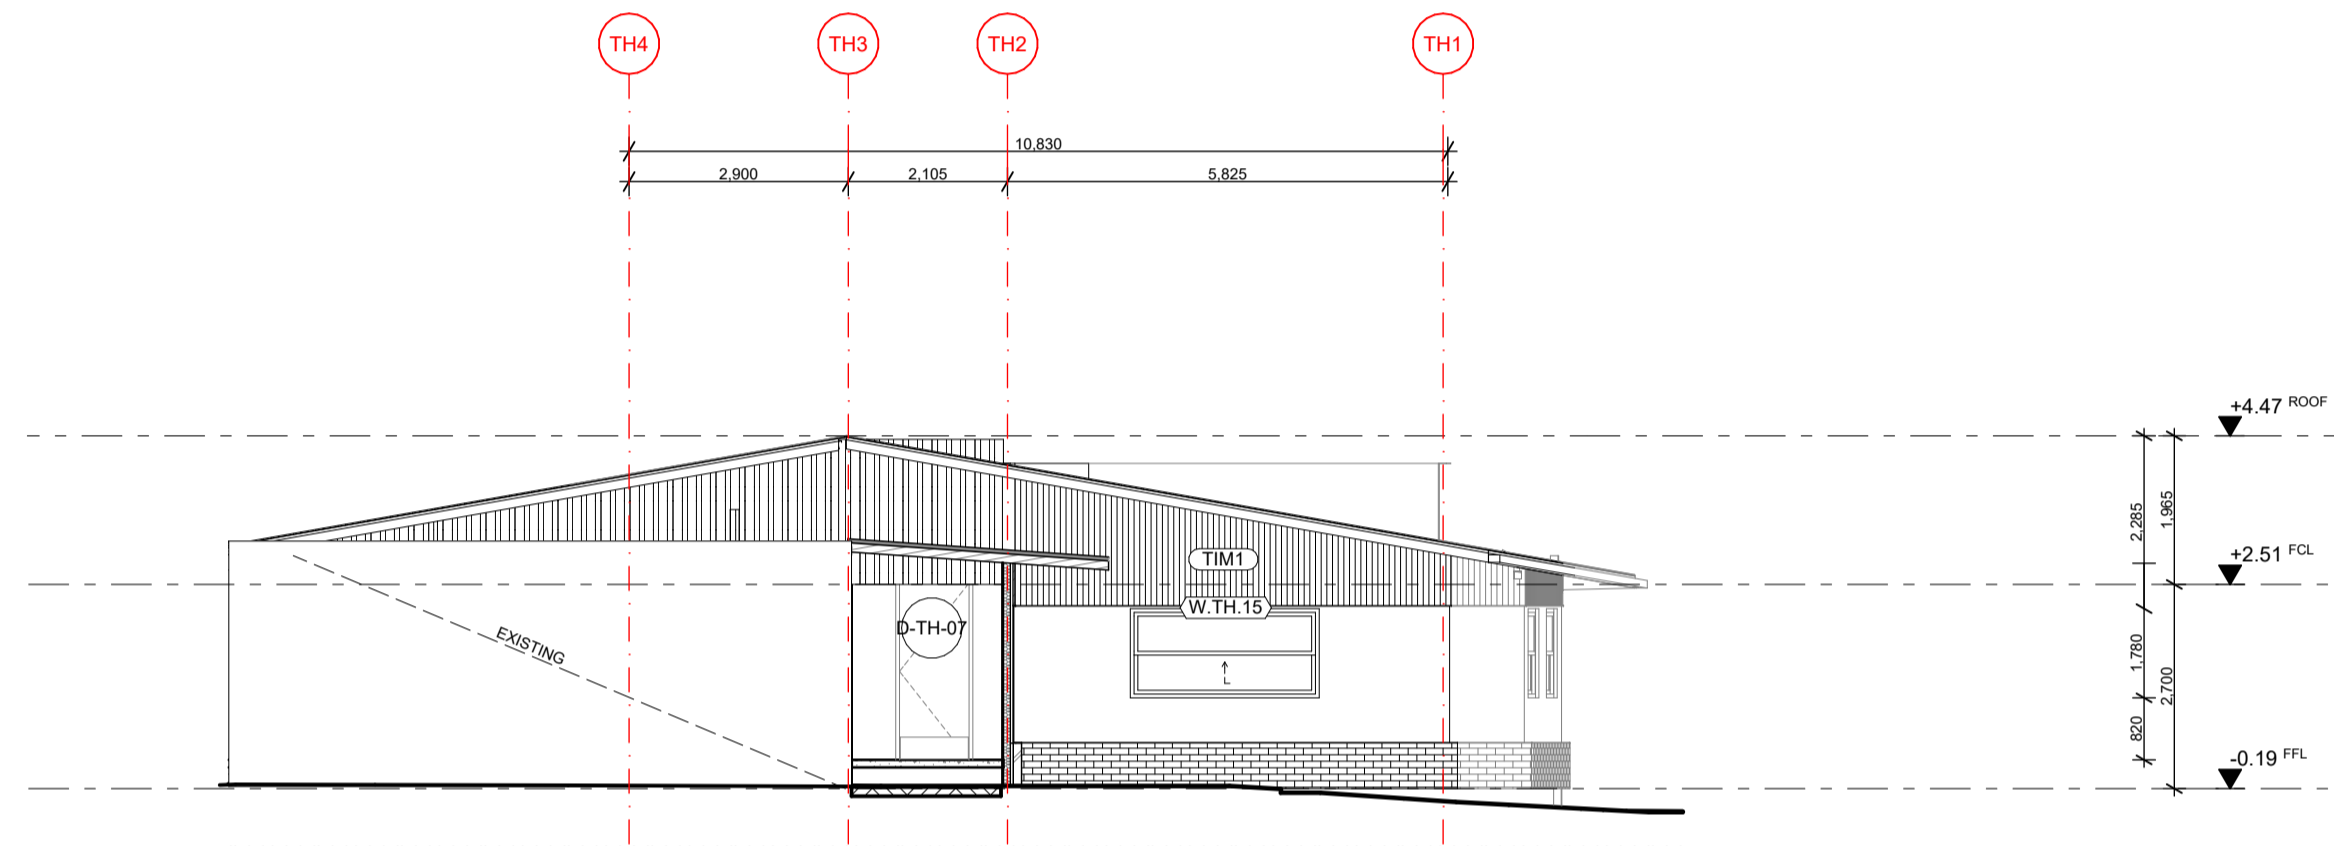 TH4 TH3 TH2 TH1
10,830
2,900 2,105 5,825
+4.47 ROOF
2,285 1,965
+2.51 FCL
TIM1
W.TH.15
D-TH-07
EXISTING
L
1,780 2,700
820
-0.19 FFL